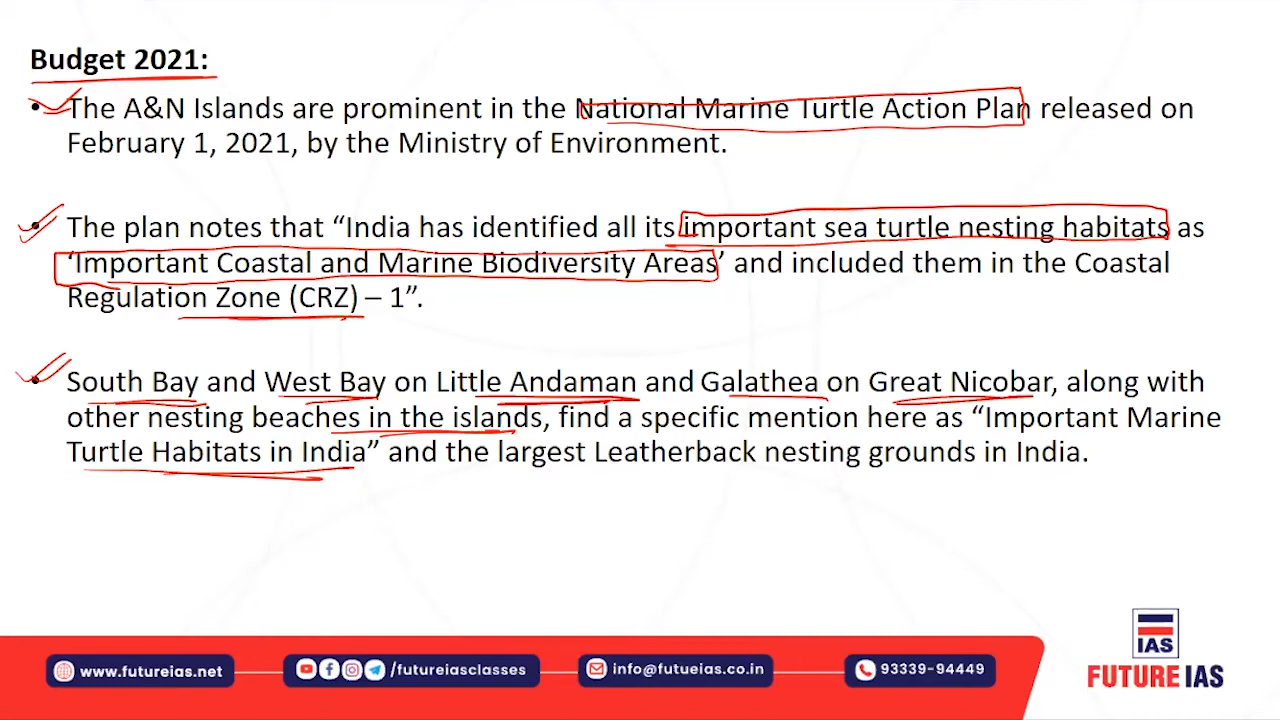 Budget 2021:
• The A&N Islands are prominent in the National Marine Turtle Action Plan released on
February 1, 2021, by the Ministry of Environment.
• The plan notes that “India has identified all its important sea turtle nesting habitats as
‘Important Coastal and Marine Biodiversity Areas’ and included them in the Coastal
Regulation Zone (CRZ) – 1”.
• South Bay and West Bay on Little Andaman and Galathea on Great Nicobar, along with
other nesting beaches in the islands, find a specific mention here as “Important Marine
Turtle Habitats in India” and the largest Leatherback nesting grounds in India.
IAS
www.futureias.net
/futureiasclasses
info@futueias.co.in
93339-94449
FUTURE IAS